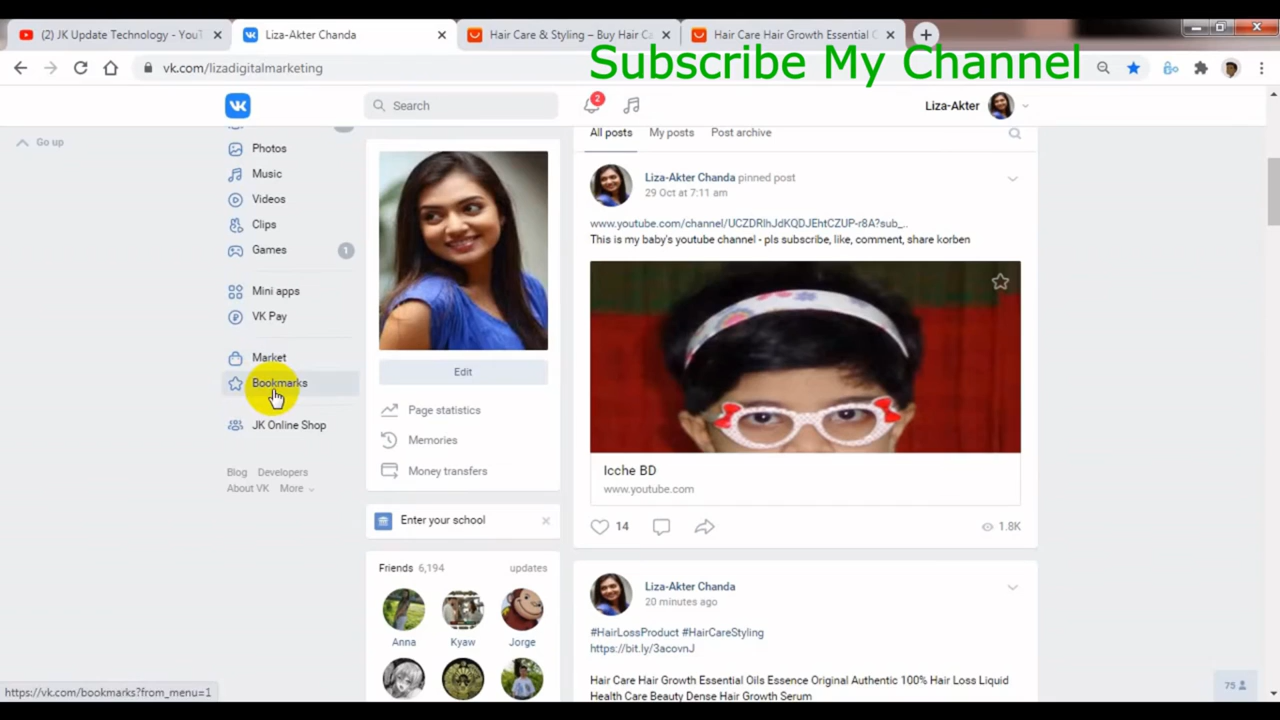 (2) JK Update Technology - YouT
Liza-Akter Chanda
Hair Care & Styling – Buy Hair Ca
Hair Care Hair Growth Essential C
Subscribe My Channel
vk.com/lizadigitalmarketing
Search
2
Liza-Akter
Go up
Photos
Music
Videos
Clips
Games
1
Mini apps
VK Pay
Market
Bookmarks
JK Online Shop
Blog Developers
About VK More
Edit
Page statistics
Memories
Money transfers
Enter your school
Friends 6,194 updates
Anna Kyaw Jorge
All posts My posts Post archive
Liza-Akter Chanda pinned post
29 Oct at 7:11 am
www.youtube.com/channel/UCZDRlhJdKQDJEhtCZUP-r8A?sub_..
This is my baby's youtube channel - pls subscribe, like, comment, share korben
Icche BD
www.youtube.com
14
1.8K
Liza-Akter Chanda
20 minutes ago
#HairLossProduct #HairCareStyling
https://bit.ly/3acovnJ
Hair Care Hair Growth Essential Oils Essence Original Authentic 100% Hair Loss Liquid
Health Care Beauty Dense Hair Growth Serum
75
https://vk.com/bookmarks?from_menu=1